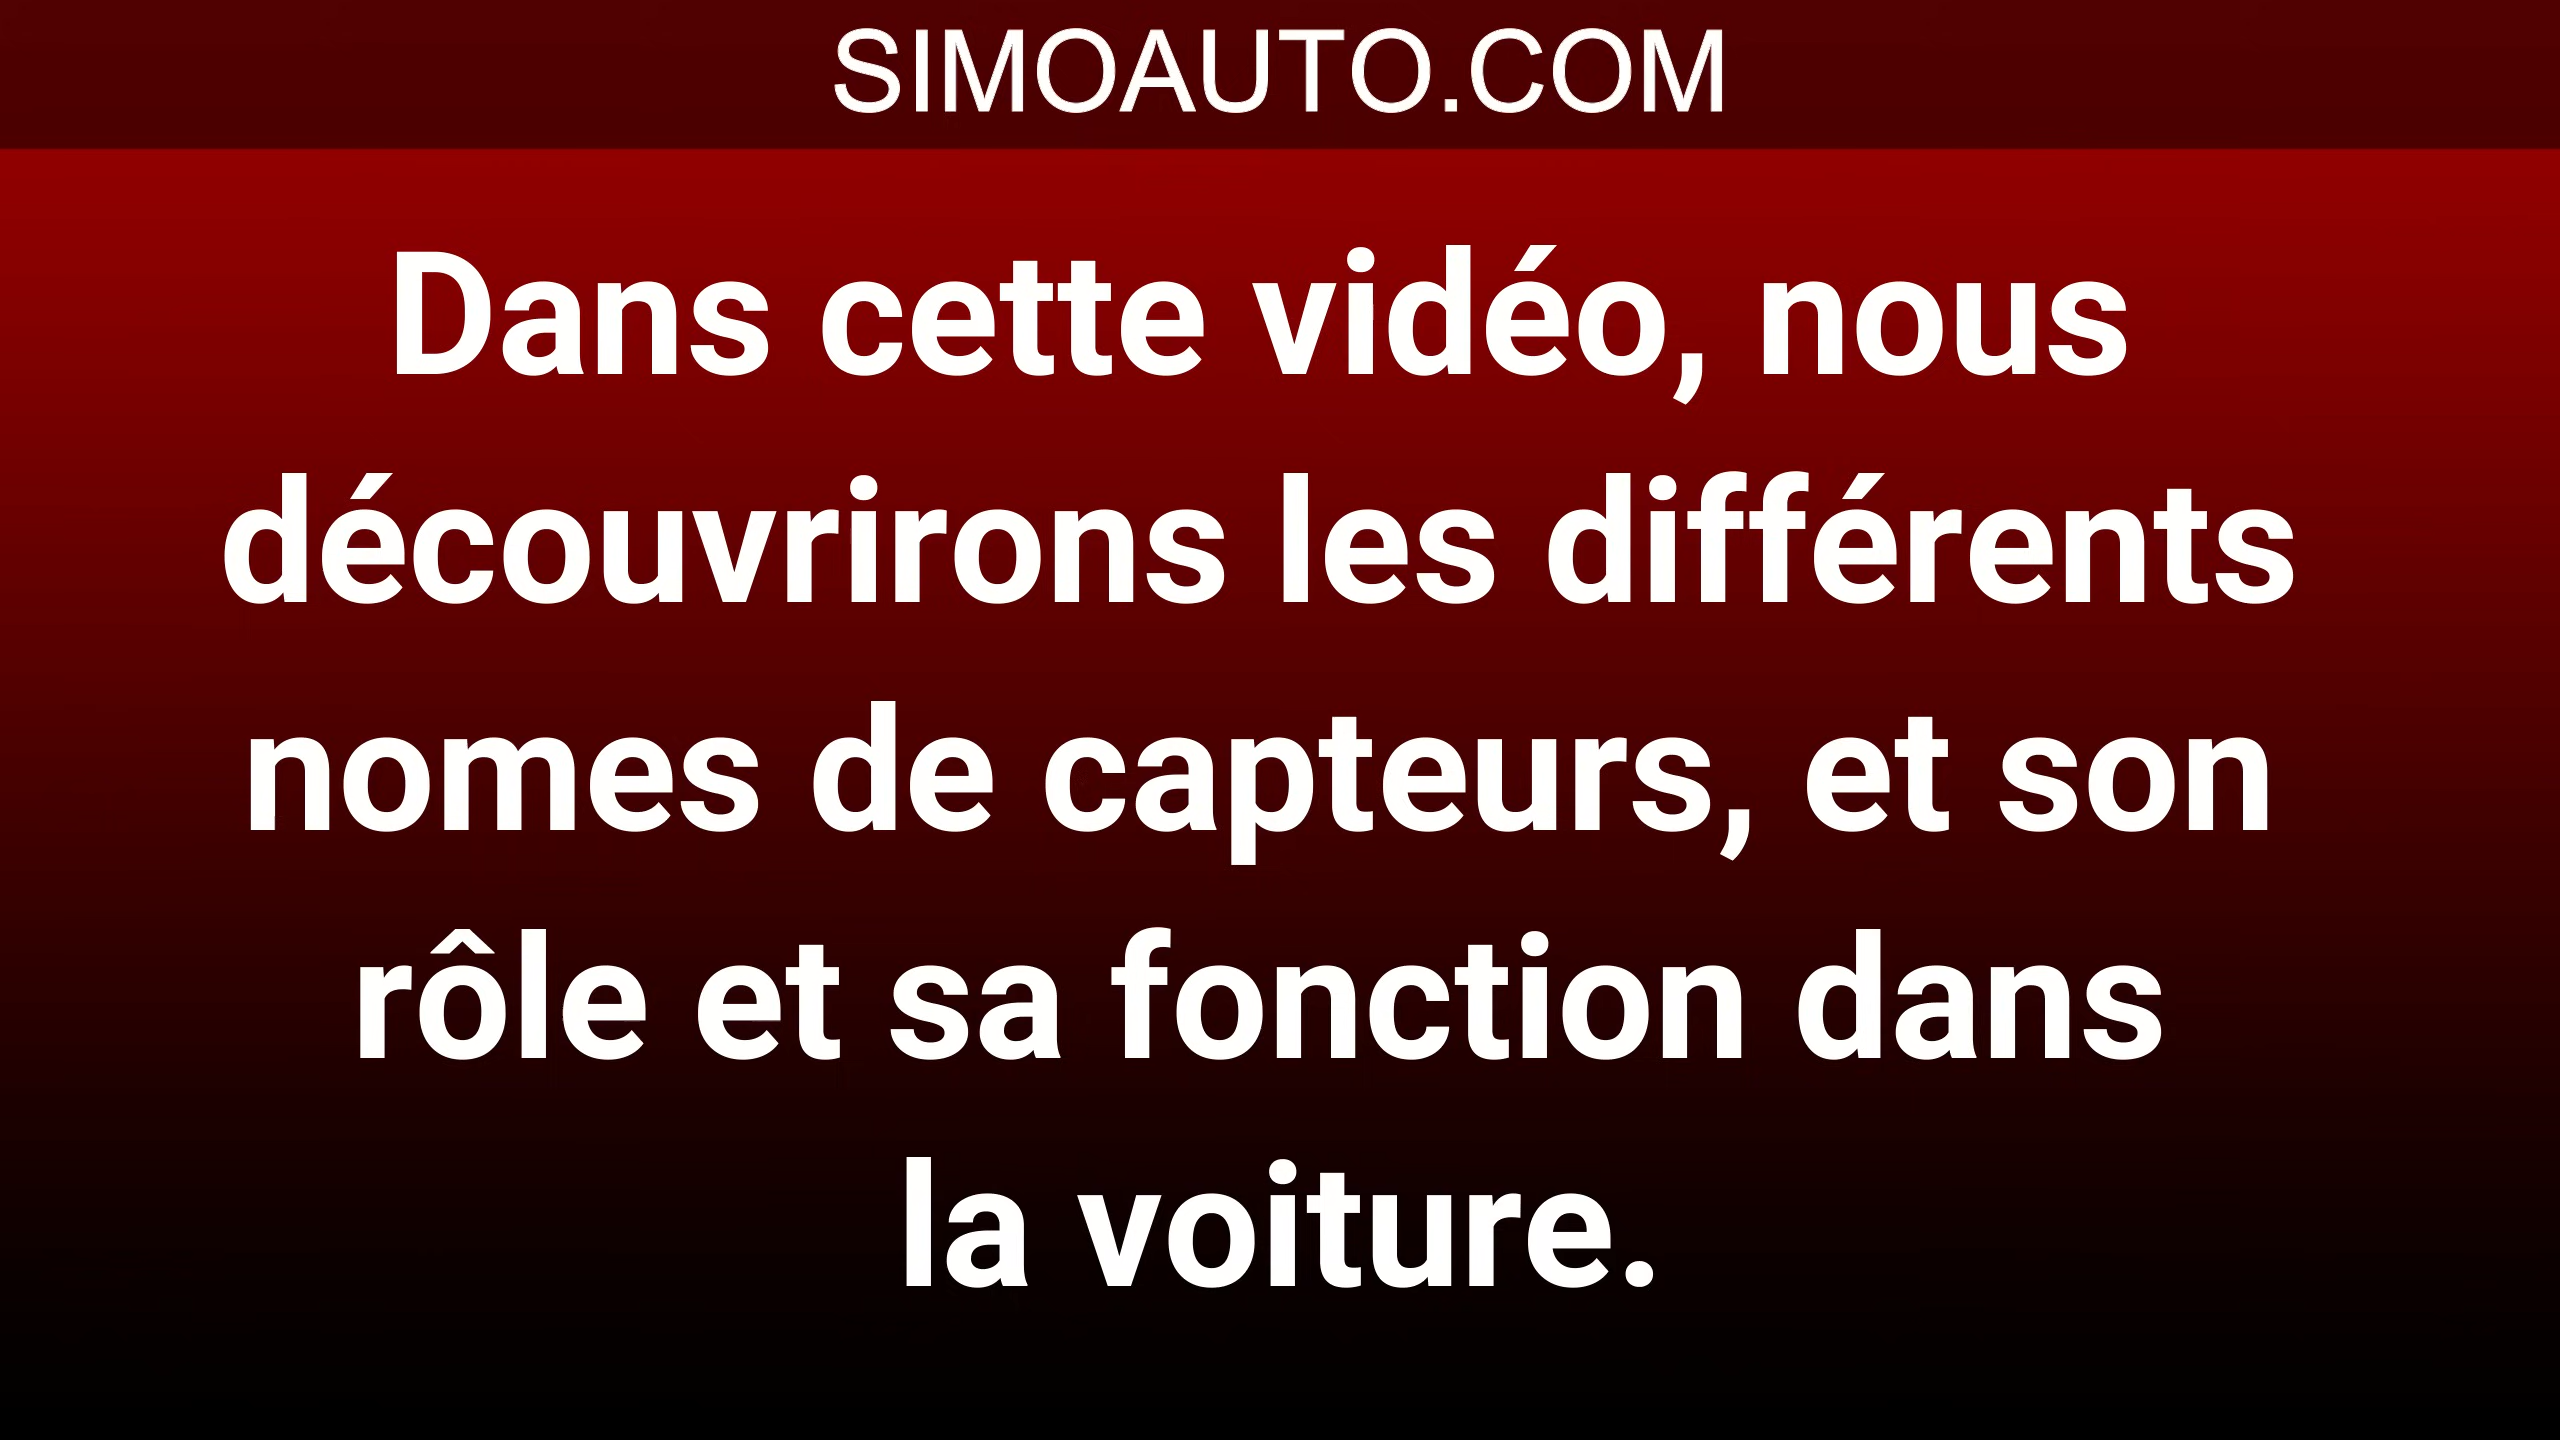 SIMOAUTO.COM
Dans cette vidéo, nous
découvrirons les différents
nomes de capteurs, et son
rôle et sa fonction dans
la voiture.